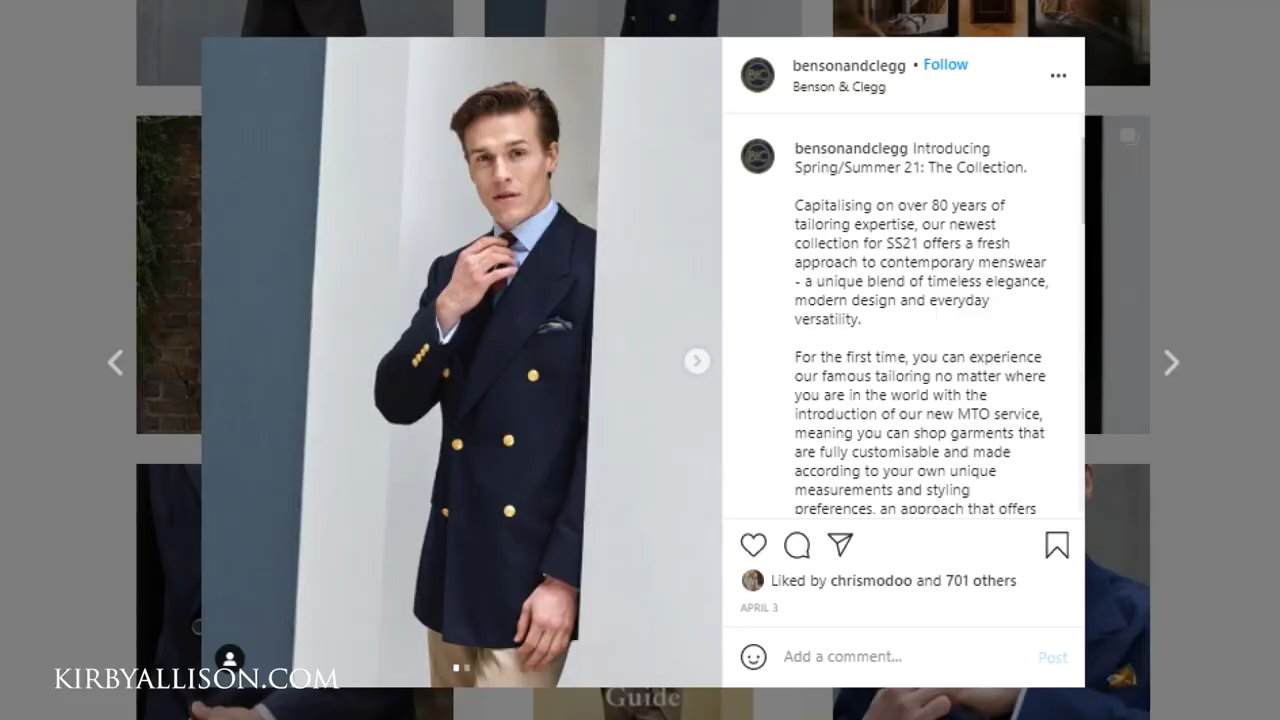 bensonandclegg • Follow
Benson & Clegg
bensonandclegg Introducing
Spring/Summer 21: The Collection.
Capitalising on over 80 years of
tailoring expertise, our newest
collection for SS21 offers a fresh
approach to contemporary menswear
- a unique blend of timeless elegance,
modern design and everyday
versatility.
For the first time, you can experience
our famous tailoring no matter where
you are in the world with the
introduction of our new MTO service,
meaning you can shop garments that
are fully customisable and made
according to your own unique
measurements and styling
preferences, an approach that offers
Liked by chrismodoo and 701 others
APRIL 3
Add a comment...
Post
KIRBYALLISON.COM
Guide